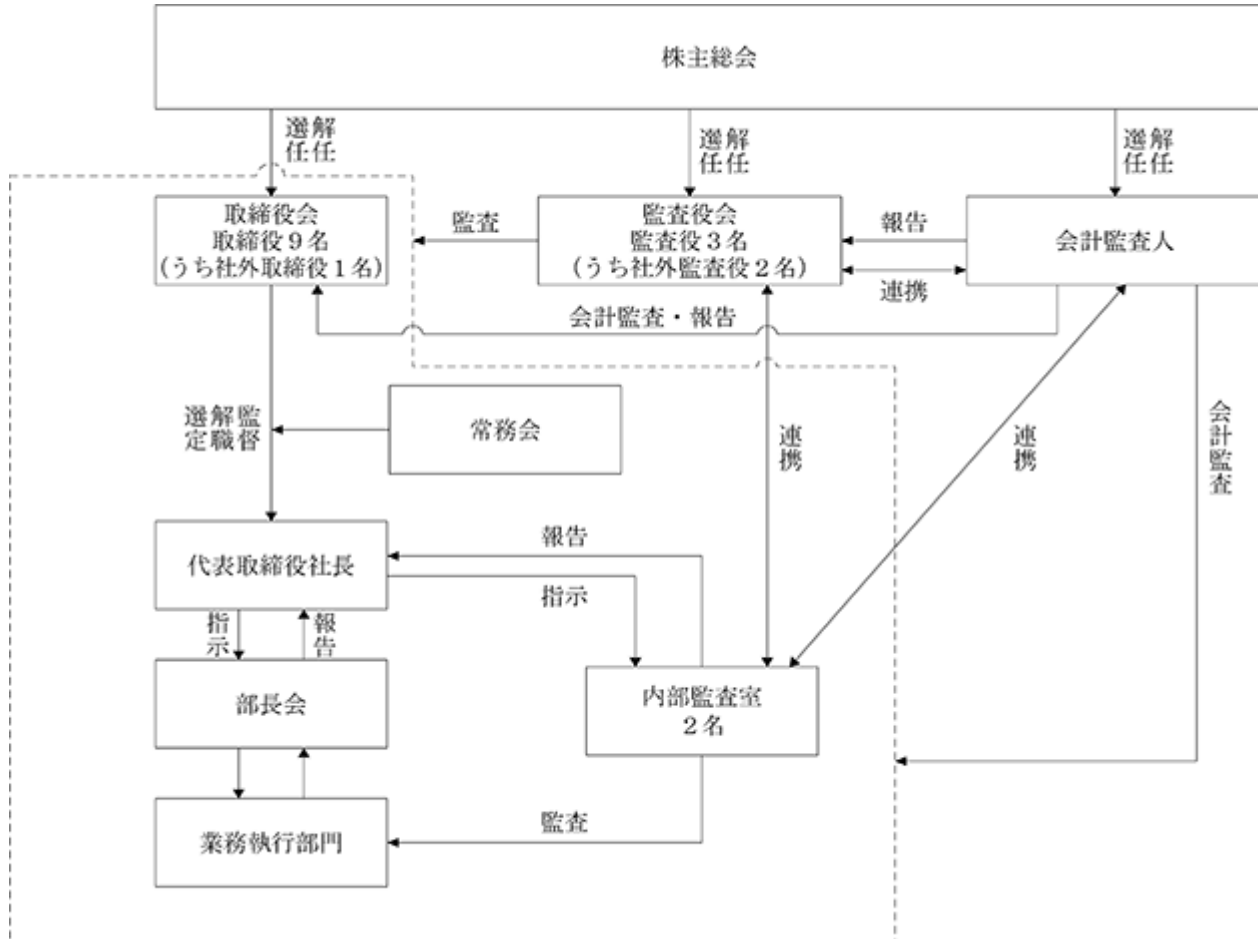 株主総会
選解
任任
選解
任任
選解
任任
取締役会
取締役9名
(うち社外取締役1名)
監査
監査役会
監査役3名
(うち社外監査役2名)
報告
連携
会計監査人
会計監査・報告
選解監
定職督
常務会
連携
連携
会計監査
代表取締役社長
報告
指示
指示
報告
部長会
内部監査室
2名
監査
業務執行部門